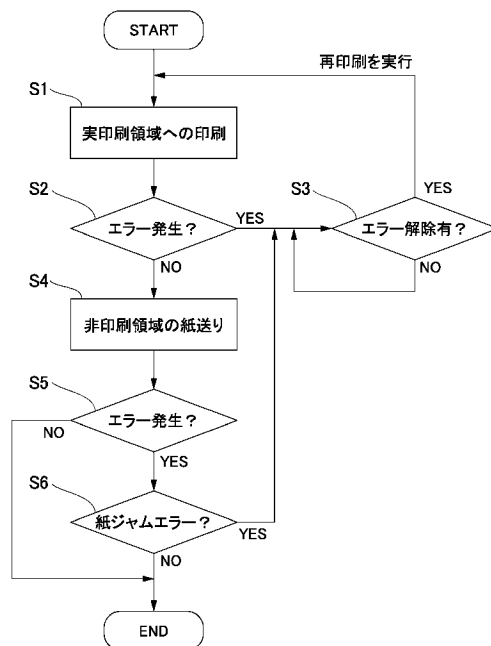 START
再印刷を実行
S1
実印刷領域への印刷
S2
エラー発生？
YES
NO
S3
エラー解除有？
YES
NO
S4
非印刷領域の紙送り
S5
エラー発生？
NO
YES
S6
紙ジャムエラー？
YES
NO
END